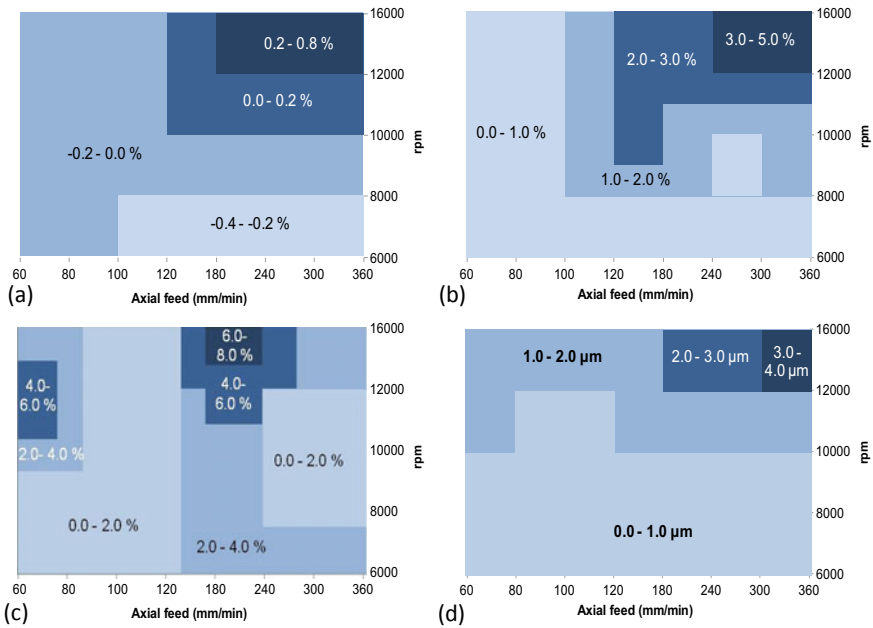 16000
0.2 - 0.8 %
12000
0.0 - 0.2 %
10000
rpm
-0.2 - 0.0 %
8000
-0.4 - -0.2 %
6000
60 80 100 120 180 240 300 360
(a)
Axial feed (mm/min)
16000
3.0 - 5.0 %
2.0 - 3.0 %
12000
0.0 - 1.0 %
10000
rpm
1.0 - 2.0 %
8000
6000
60 80 100 120 180 240 300 360
(b)
Axial feed (mm/min)
16000
6.0-
8.0 %
4.0-
6.0 %
4.0-
6.0 %
12000
2.0- 4.0 %
0.0 - 2.0 %
10000
rpm
0.0 - 2.0 %
8000
2.0 - 4.0 %
6000
60 80 100 120 180 240 300 360
(c)
Axial feed (mm/min)
16000
1.0 - 2.0 µm
2.0 - 3.0 µm
3.0 -
4.0 µm
12000
10000
rpm
8000
0.0 - 1.0 µm
6000
60 80 100 120 180 240 300 360
(d)
Axial feed (mm/min)